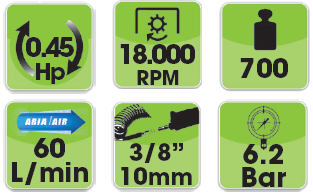 0.45
Hp
18.000
RPM
700
ARIA / AIR
60
L/min
3/8”
10mm
6.2
Bar